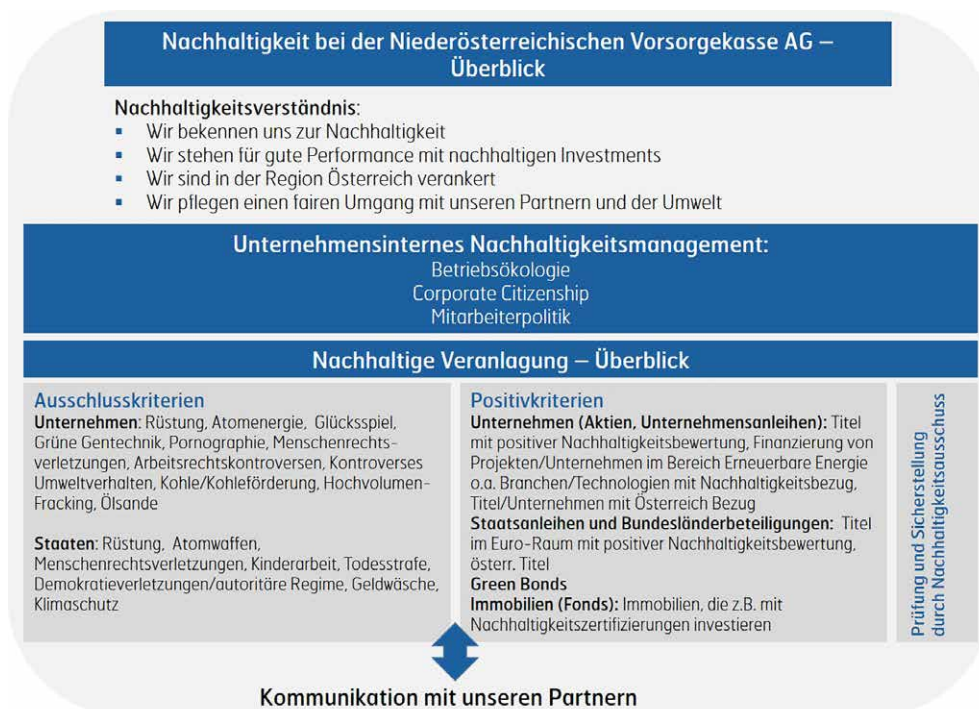 Nachhaltigkeit bei der Niederösterreichischen Vorsorgekasse AG –
Überblick
Nachhaltigkeitsverständnis:
▪ Wir bekennen uns zur Nachhaltigkeit
▪ Wir stehen für gute Performance mit nachhaltigen Investments
▪ Wir sind in der Region Österreich verankert
▪ Wir pflegen einen fairen Umgang mit unseren Partnern und der Umwelt
Unternehmensinternes Nachhaltigkeitsmanagement:
Betriebsökologie
Corporate Citizenship
Mitarbeiterpolitik
Nachhaltige Veranlagung – Überblick
Ausschlusskriterien
Unternehmen: Rüstung, Atomenergie, Glücksspiel,
Grüne Gentechnik, Pornographie, Menschenrechts-
verletzungen, Arbeitsrechtskontroversen, Kontroverses
Umweltverhalten, Kohle/Kohleförderung, Hochvolumen-
Fracking, Ölsande
Staaten: Rüstung, Atomwaffen,
Menschenrechtsverletzungen, Kinderarbeit, Todesstrafe,
Demokratieverletzungen/autoritäre Regime, Geldwäsche,
Klimaschutz
Positivkriterien
Unternehmen (Aktien, Unternehmensanleihen): Titel
mit positiver Nachhaltigkeitsbewertung, Finanzierung von
Projekten/Unternehmen im Bereich Erneuerbare Energie
o.a. Branchen/Technologien mit Nachhaltigkeitsbezug,
Titel/Unternehmen mit Österreich Bezug
Staatsanleihen und Bundesländerbeteiligungen: Titel
im Euro-Raum mit positiver Nachhaltigkeitsbewertung,
österr. Titel
Green Bonds
Immobilien (Fonds): Immobilien, die z.B. mit
Nachhaltigkeitszertifizierungen investieren
Prüfung und Sicherstellung
durch Nachhaltigkeitsausschuss
Kommunikation mit unseren Partnern